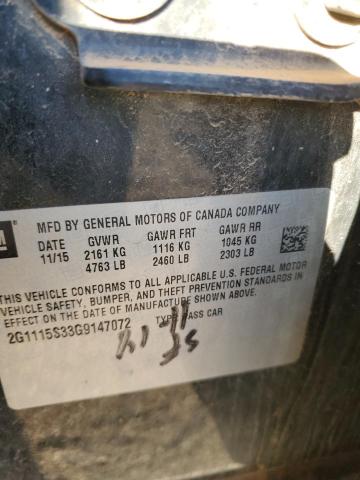 GM
MFD BY GENERAL MOTORS OF CANADA COMPANY
DATE GVWR GAWR FRT GAWR RR
11/15 2161 KG 1116 KG 1045 KG
4763 LB 2460 LB 2303 LB
THIS VEHICLE CONFORMS TO ALL APPLICABLE U.S. FEDERAL MOTOR
VEHICLE SAFETY, BUMPER, AND THEFT PREVENTION STANDARDS
IN EFFECT ON THE DATE OF MANUFACTURE SHOWN ABOVE.
2G1115S33G9147072 TYPE: PASS CAR